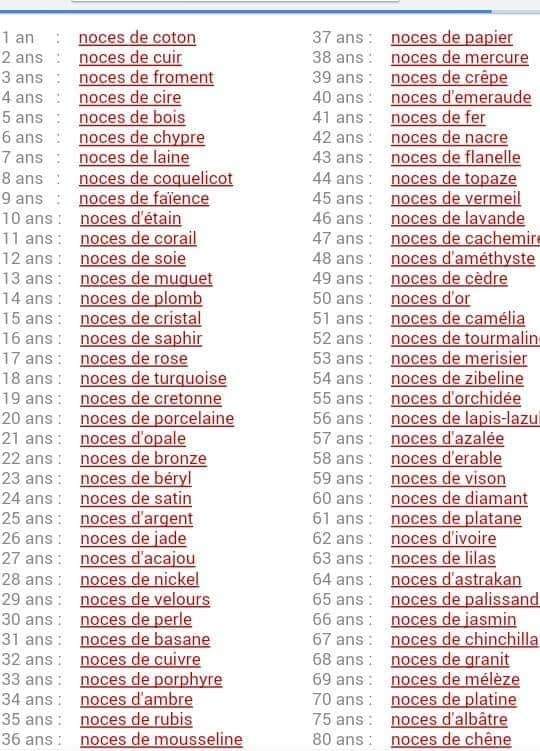 1 an : noces de coton
2 ans : noces de cuir
3 ans : noces de froment
4 ans : noces de cire
5 ans : noces de bois
6 ans : noces de chypre
7 ans : noces de laine
8 ans : noces de coquelicot
9 ans : noces de faïence
10 ans : noces d'étain
11 ans : noces de corail
12 ans : noces de soie
13 ans : noces de muguet
14 ans : noces de plomb
15 ans : noces de cristal
16 ans : noces de saphir
17 ans : noces de rose
18 ans : noces de turquoise
19 ans : noces de cretonne
20 ans : noces de porcelaine
21 ans : noces d'opale
22 ans : noces de bronze
23 ans : noces de béryl
24 ans : noces de satin
25 ans : noces d'argent
26 ans : noces de jade
27 ans : noces d'acajou
28 ans : noces de nickel
29 ans : noces de velours
30 ans : noces de perle
31 ans : noces de basane
32 ans : noces de cuivre
33 ans : noces de porphyre
34 ans : noces d'ambre
35 ans : noces de rubis
36 ans : noces de mousseline
37 ans : noces de papier
38 ans : noces de mercure
39 ans : noces de crêpe
40 ans : noces d'emeraude
41 ans : noces de fer
42 ans : noces de nacre
43 ans : noces de flanelle
44 ans : noces de topaze
45 ans : noces de vermeil
46 ans : noces de lavande
47 ans : noces de cachemire
48 ans : noces d'améthyste
49 ans : noces de cèdre
50 ans : noces d'or
51 ans : noces de camélia
52 ans : noces de tourmalin
53 ans : noces de merisier
54 ans : noces de zibeline
55 ans : noces d'orchidée
56 ans : noces de lapis-lazul
57 ans : noces d'azalée
58 ans : noces d'erable
59 ans : noces de vison
60 ans : noces de diamant
61 ans : noces de platane
62 ans : noces d'ivoire
63 ans : noces de lilas
64 ans : noces d'astrakan
65 ans : noces de palissand
66 ans : noces de jasmin
67 ans : noces de chinchilla
68 ans : noces de granit
69 ans : noces de mélèze
70 ans : noces de platine
75 ans : noces d'albâtre
80 ans : noces de chêne